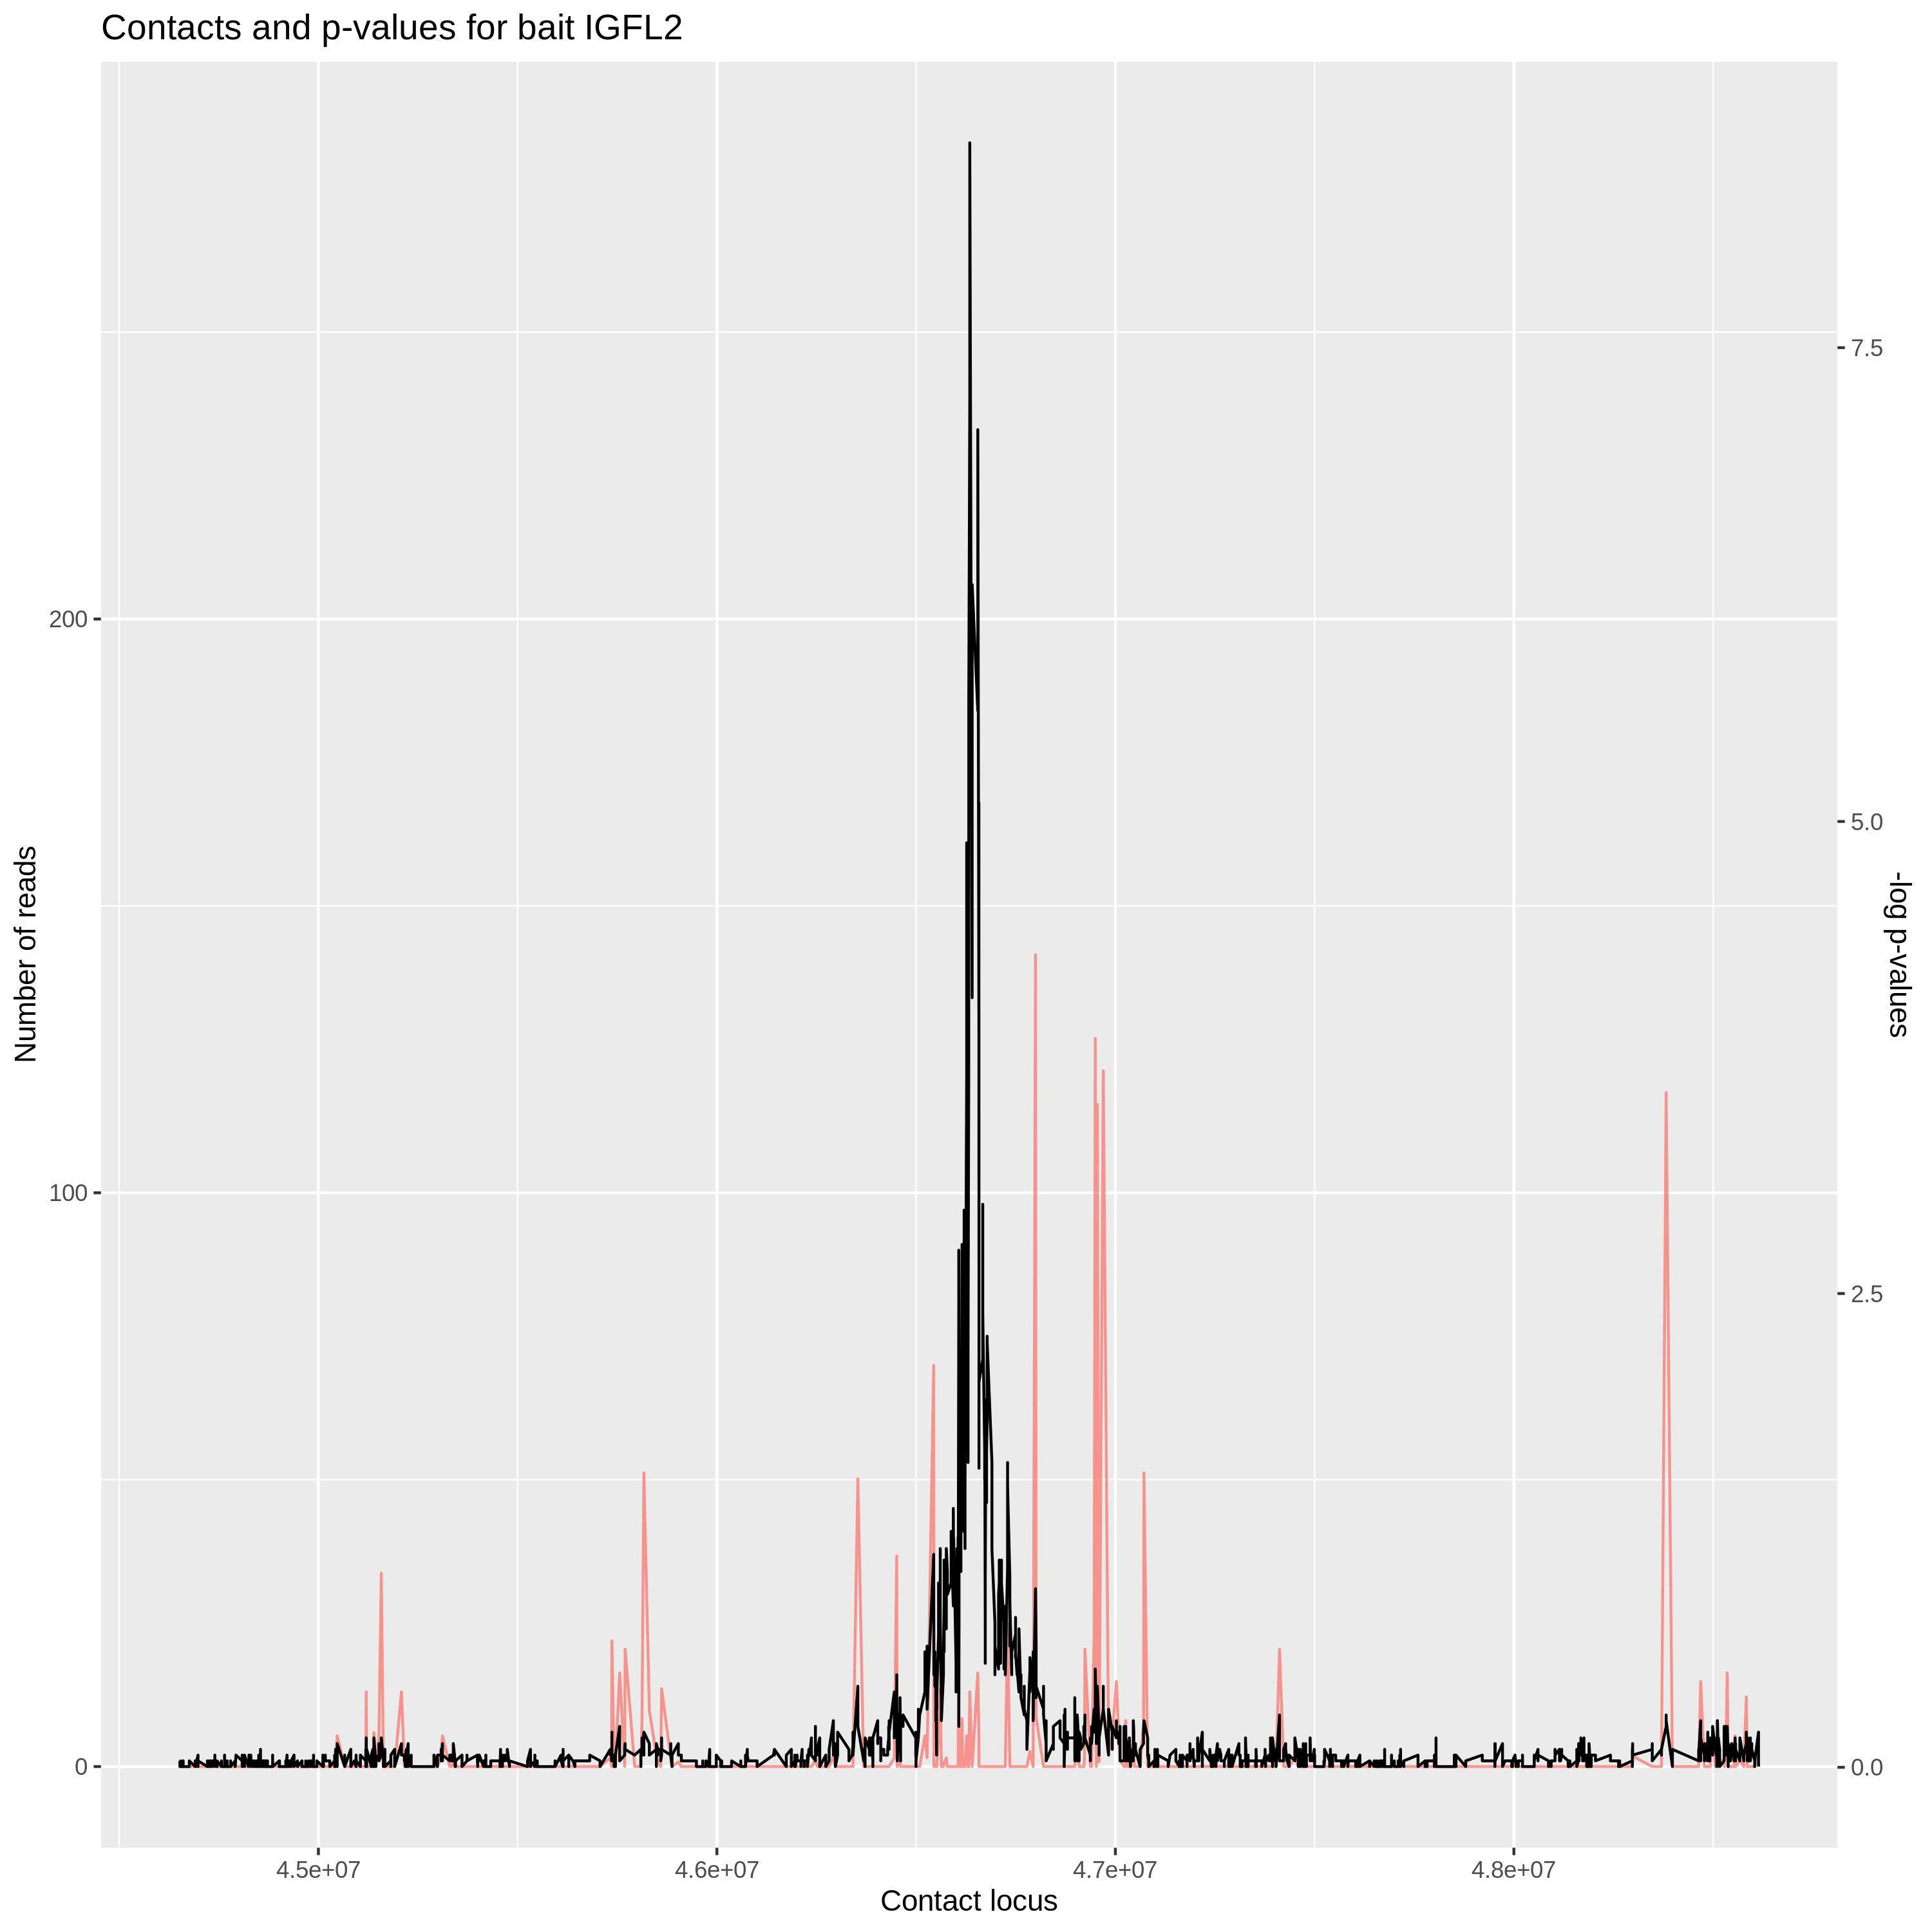 Contacts and p-values for bait IGFL2
Number of reads
200
100
0
7.5
5.0
2.5
0.0
-log p-values
4.5e+07
4.6e+07
4.7e+07
4.8e+07
Contact locus